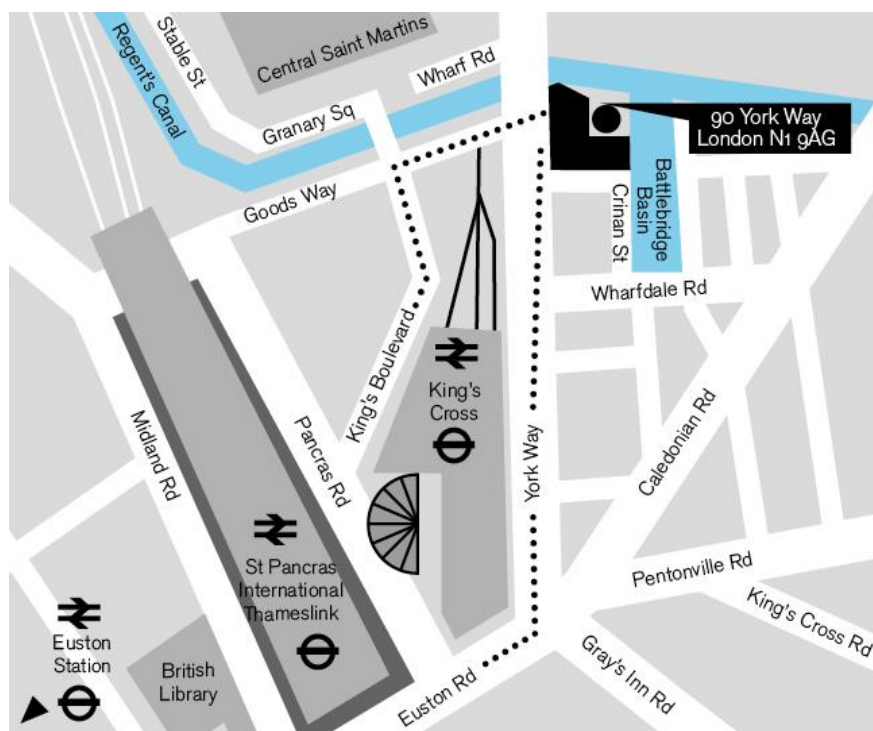 Regent's Canal
Stable St
Central Saint Martins
Wharf Rd
Granary Sq
90 York Way
London N1 9AG
Goods Way
Crinan St
Battlebridge
Basin
Wharfdale Rd
King's Boulevard
King's
Cross
Caledonian Rd
Midland Rd
Pancras Rd
York Way
St Pancras
International
Thameslink
Pentonville Rd
King's Cross Rd
Euston
Station
British
Library
Euston Rd
Gray's Inn Rd